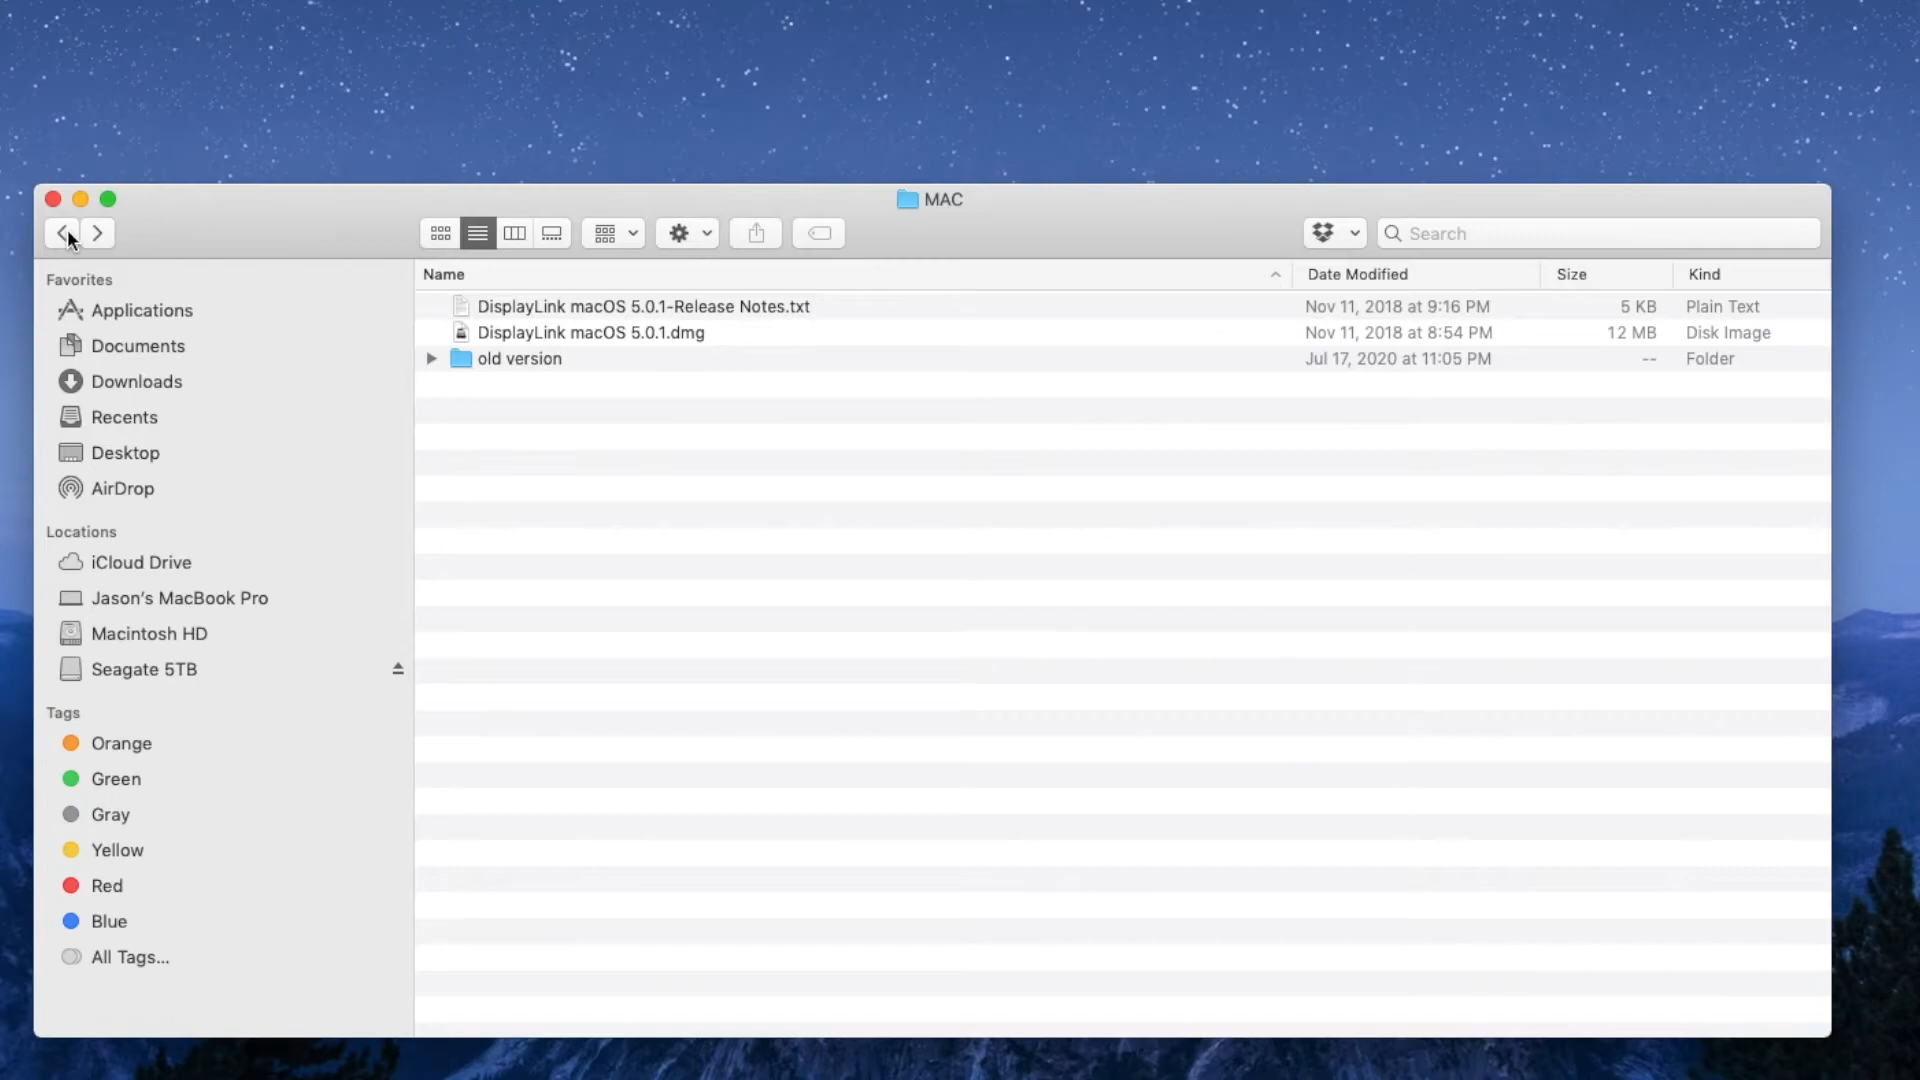 MAC
Search
Favorites
Applications
Documents
Downloads
Recents
Desktop
AirDrop
Locations
iCloud Drive
Jason's MacBook Pro
Macintosh HD
Seagate 5TB
Tags
Orange
Green
Gray
Yellow
Red
Blue
All Tags...
Name Date Modified Size Kind
DisplayLink macOS 5.0.1-Release Notes.txt Nov 11, 2018 at 9:16 PM 5 KB Plain Text
DisplayLink macOS 5.0.1.dmg Nov 11, 2018 at 8:54 PM 12 MB Disk Image
old version Jul 17, 2020 at 11:05 PM -- Folder